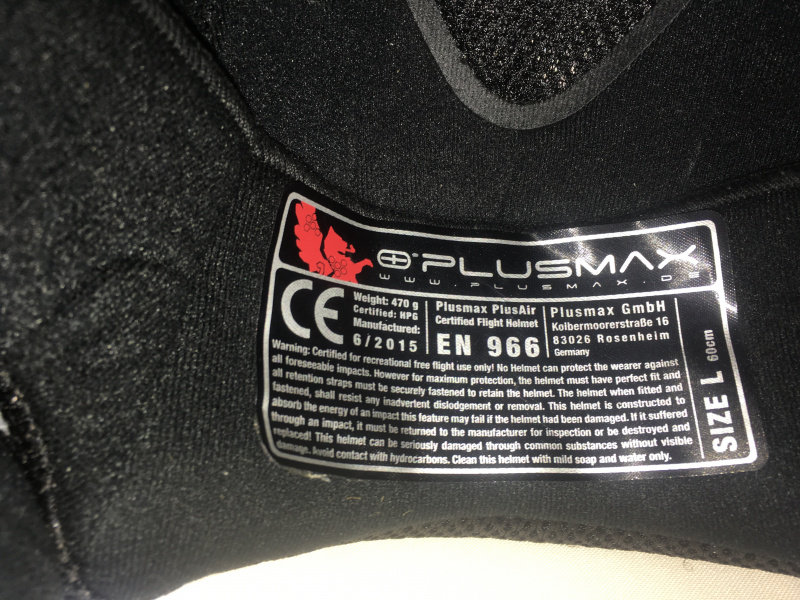 PLUSMAX
WWW.PLUSMAX.DE
CE
Weight: 470 g
Certified: HPG
Manufactured:
6/2015
Plusmax PlusAir
Certified Flight Helmet
EN 966
Plusmax GmbH
Kolbermoorerstraße 16
83026 Rosenheim
Germany
Warning: Certified for recreational free flight use only! No Helmet can protect the wearer against
all foreseeable impacts. However for maximum protection, the helmet must have perfect fit and
all retention straps must be securely fastened to retain the helmet. The helmet when fitted and
fastened, shall resist any inadvertent dislodgement or removal. This helmet is constructed to
absorb the energy of an impact this feature may fail if the helmet had been damaged. If it suffered
through an impact, it must be returned to the manufacturer for inspection or be destroyed and
replaced! This helmet can be seriously damaged through common substances without visible
damage. Avoid contact with hydrocarbons. Clean this helmet with mild soap and water only.
SIZE L 60cm